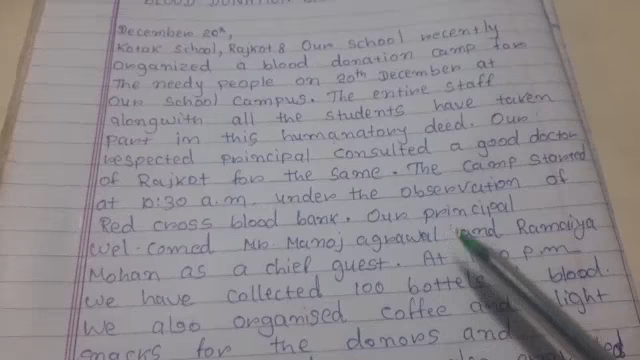 BLOOD DONATION
December 20th,
Kotak School, Rajkot & Our school recently
organized a blood donation camp for
The needy people on 20th December at
Our school campus. The entire staff
alongwith all the students have taken
part in this humanatory deed. Our
respected principal consulted a good doctor
of Rajkot for the same. The camp started
at 10:30 a.m. under the observation of
Red cross blood bank. Our principal
wel-comed Mr. Manoj agrawal and Ramaiya
Mohan as a chief guest. At p.m
we have collected 100 bottels blood.
We also organised coffee and light
snacks for the donors and